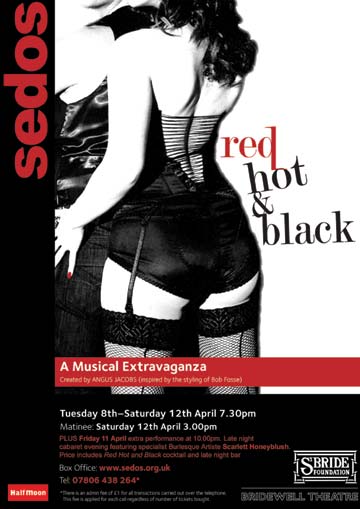 sedos
red
hot
&
black
A Musical Extravaganza
Created by ANGUS JACOBS (inspired by the styling of Bob Fosse)
Tuesday 8th–Saturday 12th April 7.30pm
Matinee: Saturday 12th April 3.00pm
PLUS Friday 11 April extra performance at 10.00pm. Late night
cabaret evening featuring specialist Burlesque Artiste Scarlett Honeyblush.
Price includes Red Hot and Black cocktail and late night bar
Box Office: www.sedos.org.uk
Tel: 07806 438 264*
*There is an admin fee of £1 for all transactions carried out over the telephone.
This fee is applied for each call regardless of number of tickets bought.
Half Moon
SBRIDE
FOUNDATION
BRIDEWELL THEATRE